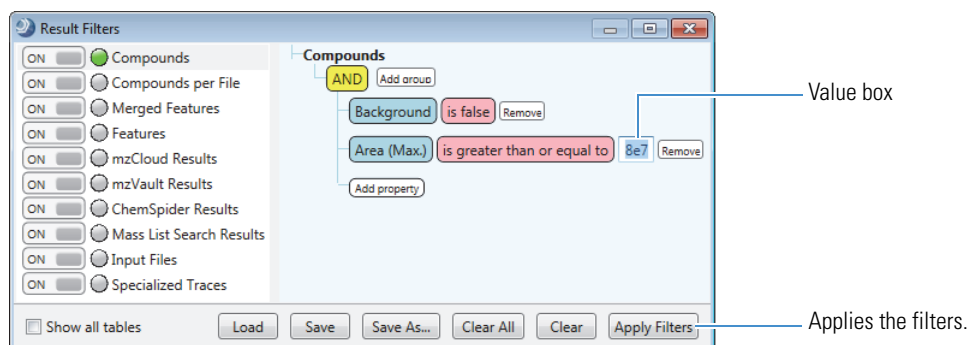 Result Filters
ON Compounds
ON Compounds per File
ON Merged Features
ON Features
ON mzCloud Results
ON mzVault Results
ON ChemSpider Results
ON Mass List Search Results
ON Input Files
ON Specialized Traces
Compounds
AND Add group
Background is false Remove
Area (Max.) is greater than or equal to 8e7 Remove
Add property
Value box
Show all tables Load Save Save As... Clear All Clear Apply Filters
Applies the filters.